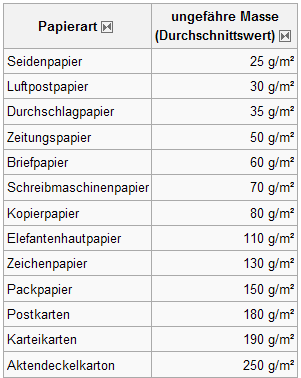 Papierart ungefähre Masse
(Durchschnittswert)
Seidenpapier 25 g/m²
Luftpostpapier 30 g/m²
Durchschlagpapier 35 g/m²
Zeitungspapier 50 g/m²
Briefpapier 60 g/m²
Schreibmaschinenpapier 70 g/m²
Kopierpapier 80 g/m²
Elefantenhautpapier 110 g/m²
Zeichenpapier 130 g/m²
Packpapier 150 g/m²
Postkarten 180 g/m²
Karteikarten 190 g/m²
Aktendeckelkarton 250 g/m²